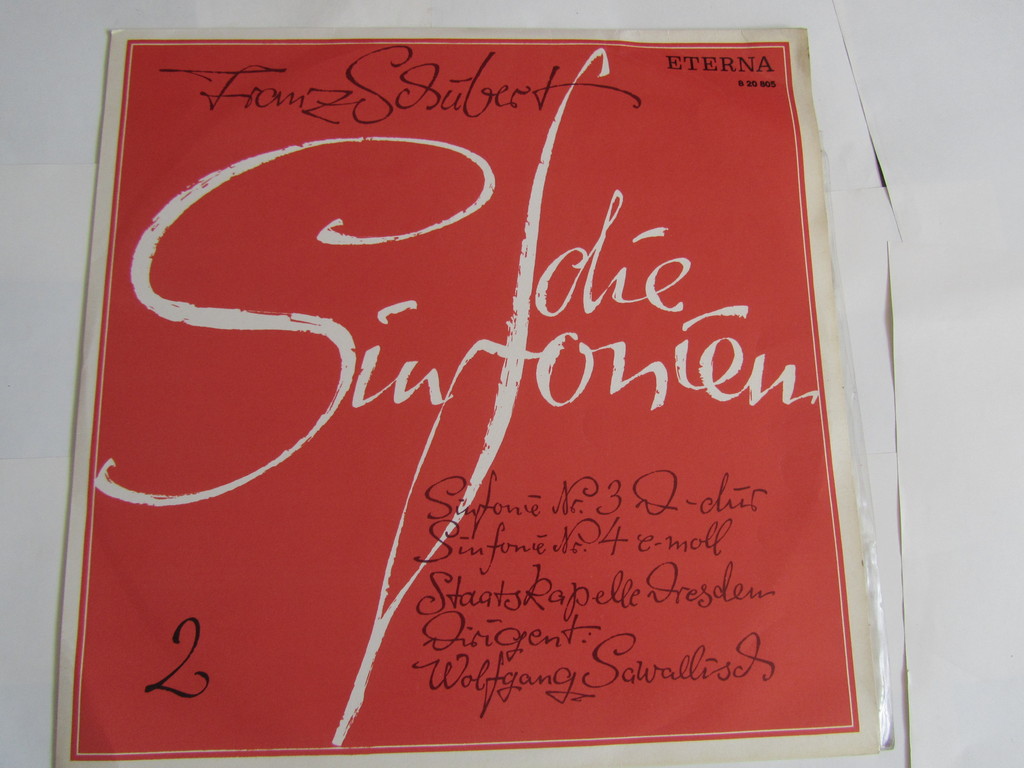 Franz Schubert
ETERNA
8 20 805
die
Sinfonien
Sinfonie Nr. 3 D-dur
Sinfonie Nr. 4 c-moll
Staatskapelle Dresden
Dirigent:
Wolfgang Sawallisch
2